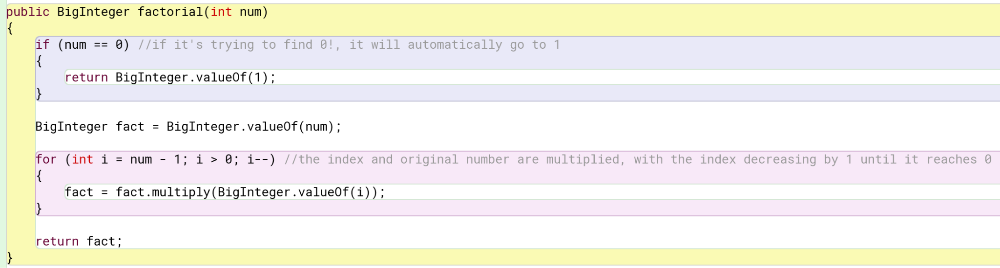 public BigInteger factorial(int num)
{
if (num == 0) //if it's trying to find 0!, it will automatically go to 1
{
return BigInteger.valueOf(1);
}
BigInteger fact = BigInteger.valueOf(num);
for (int i = num - 1; i > 0; i--) //the index and original number are multiplied, with the index decreasing by 1 until it reaches 0
{
fact = fact.multiply(BigInteger.valueOf(i));
}
return fact;
}